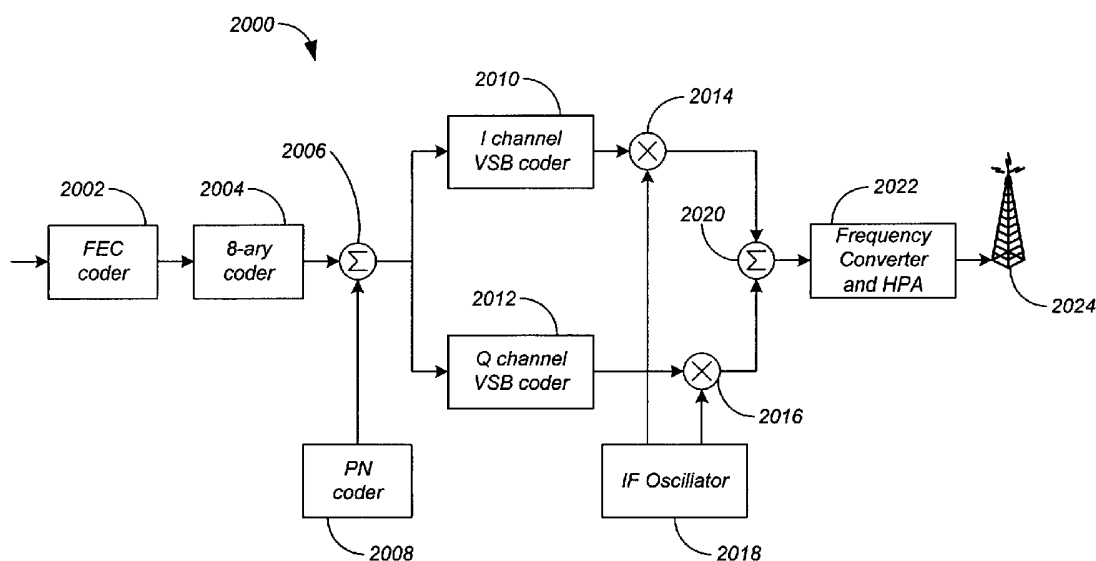 2000
2010
I channel
VSB coder
2014
2006
2002
2004
FEC
coder
8-ary
coder
Σ
2020
Σ
2022
Frequency
Converter
and HPA
2024
2012
Q channel
VSB coder
2016
PN
coder
2008
IF Oscillator
2018